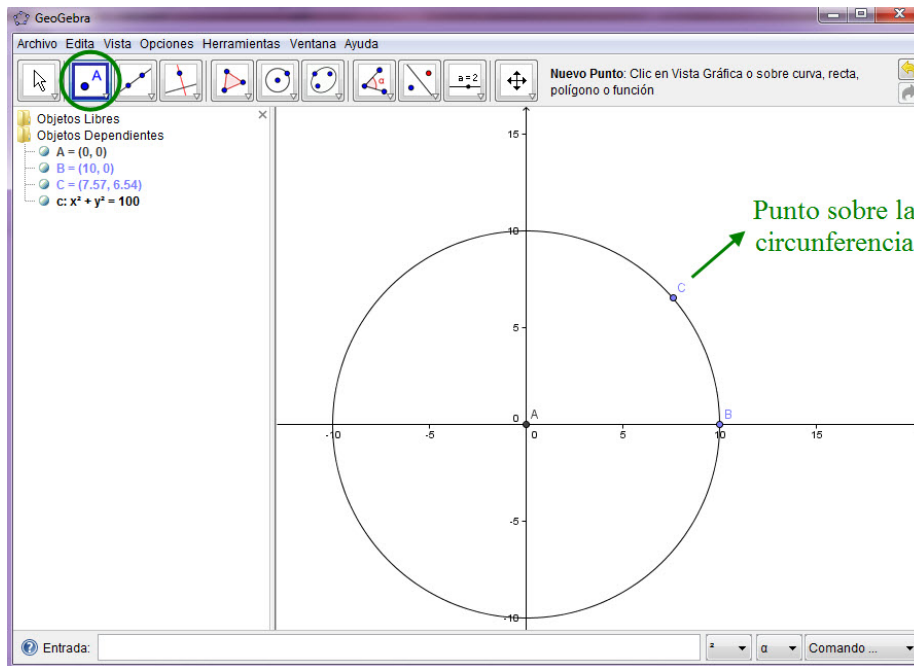 GeoGebra
Archivo Edita Vista Opciones Herramientas Ventana Ayuda
A
α
a = 2
Nuevo Punto: Clic en Vista Gráfica o sobre curva, recta,
polígono o función
Objetos Libres
Objetos Dependientes
A = (0, 0)
B = (10, 0)
C = (7.57, 6.54)
c: x² + y² = 100
15
10
5
0
-5
-10
-10 -5 0 5 10 15
A
B
C
Punto sobre la
circunferencia
Entrada:
²
α
Comando ...